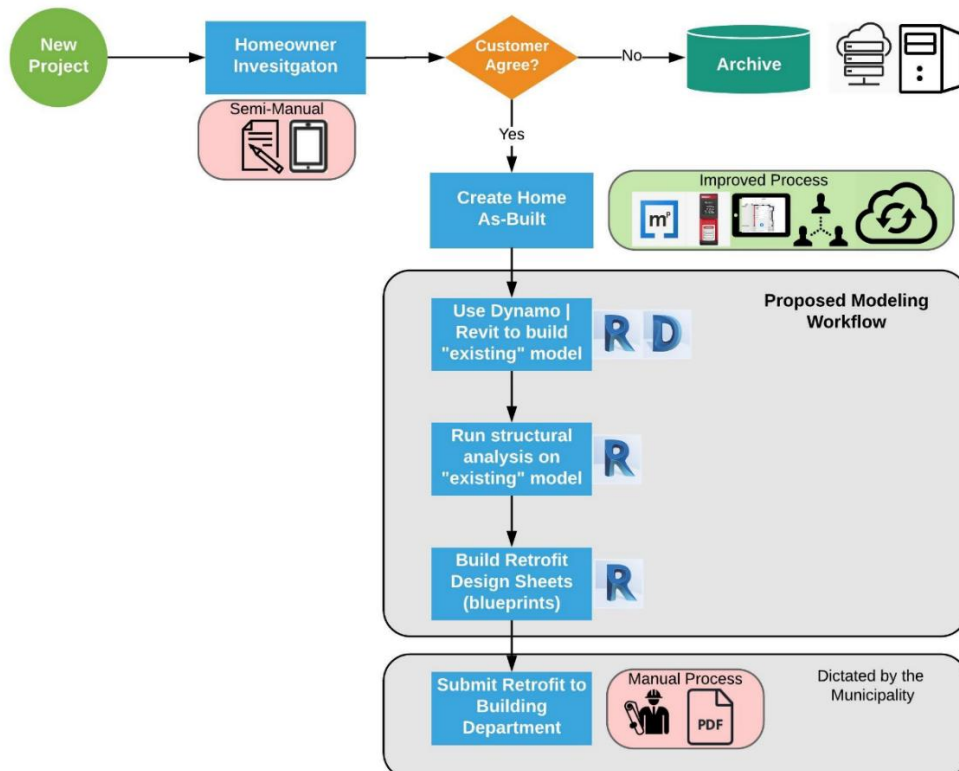 New
Project
Homeowner
Invesitgaton
Customer
Agree?
No
Archive
Semi-Manual
Yes
Create Home
As-Built
Improved Process
m²
Proposed Modeling
Workflow
Use Dynamo |
Revit to build
"existing" model
R D
Run structural
analysis on
"existing" model
R
Build Retrofit
Design Sheets
(blueprints)
R
Submit Retrofit to
Building
Department
Manual Process
PDF
Dictated by the
Municipality